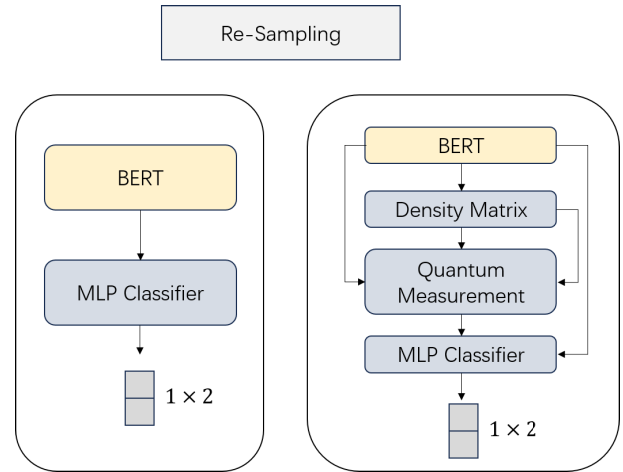 Re-Sampling
BERT
MLP Classifier
1 × 2
BERT
Density Matrix
Quantum
Measurement
MLP Classifier
1 × 2